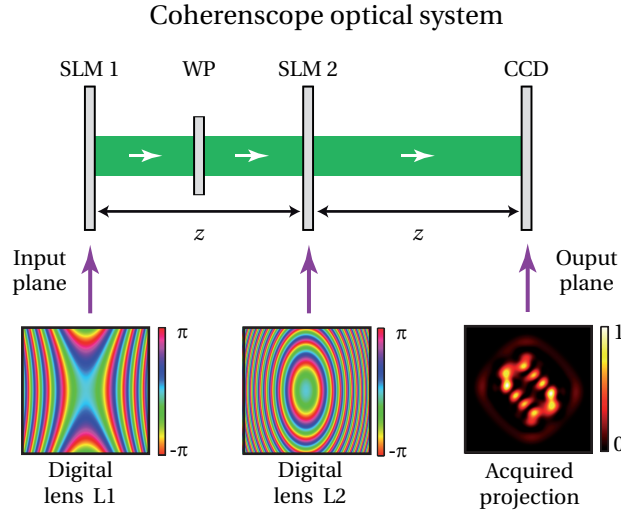 Coherenscope optical system
SLM 1
WP
SLM 2
CCD
z
z
Input
plane
Ouput
plane
π
-π
π
-π
1
0
Digital
lens L1
Digital
lens L2
Acquired
projection